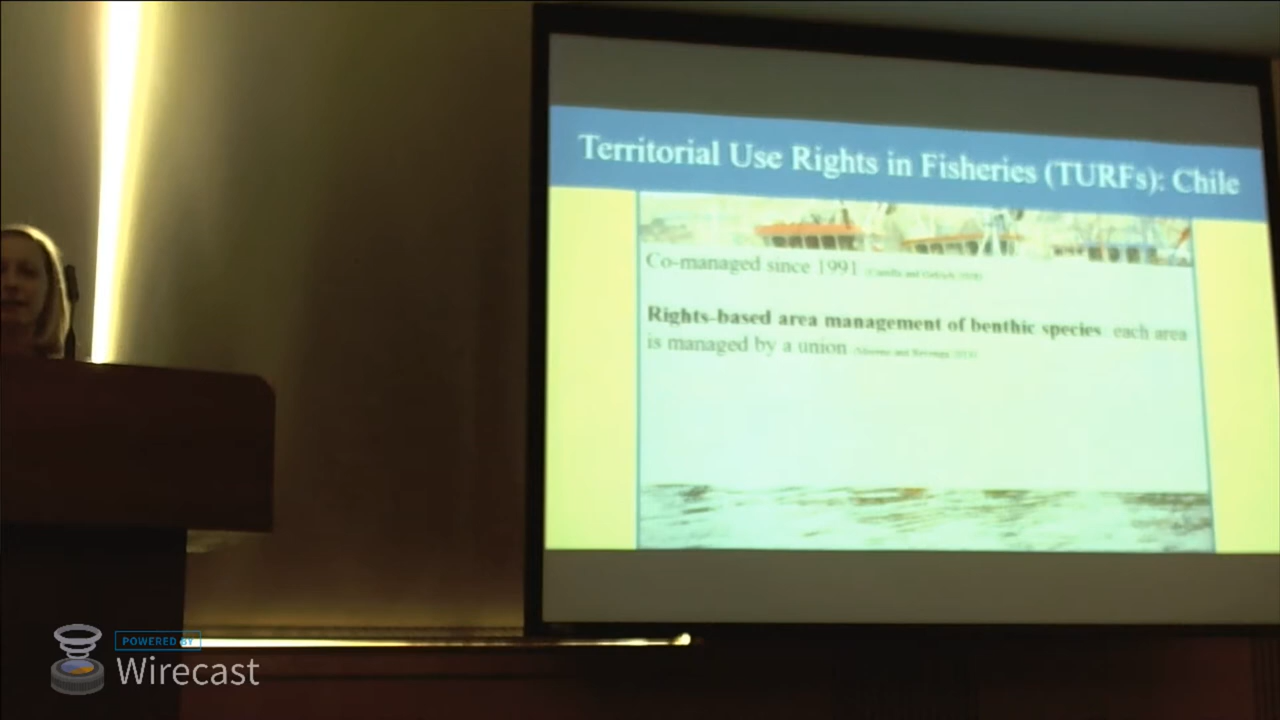 Territorial Use Rights in Fisheries (TURFs): Chile
Co-managed since 1991
Rights-based area management of benthic species each area
is managed by a union
POWERED BY
Wirecast